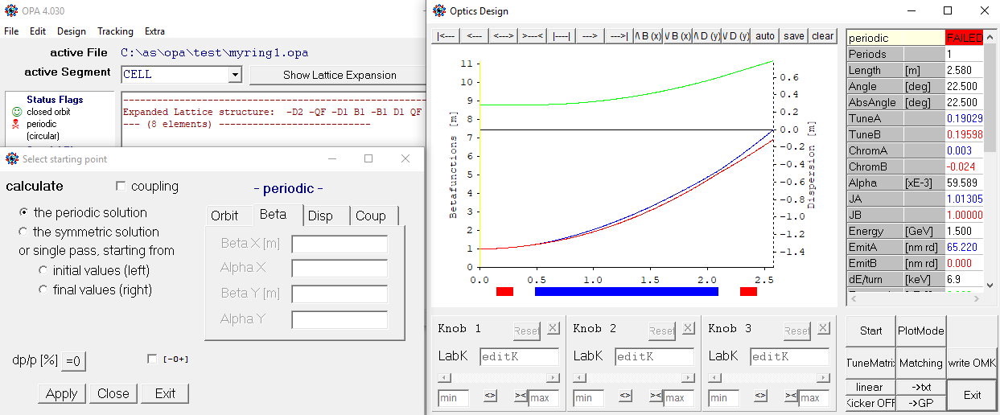 OPA 4.030
File Edit Design Tracking Extra
active File C:\as\opa\test\myring1.opa
active Segment CELL Show Lattice Expansion
Status Flags
closed orbit
periodic
(circular)
Expanded Lattice structure: -D2 -QF -D1 B1 -B1 D1 QF
--- (8 elements) ---------------------------
Select starting point
calculate
coupling
the periodic solution
the symmetric solution
or single pass, starting from
initial values (left)
final values (right)
- periodic -
Orbit Beta Disp Coup
Beta X [m]
Alpha X
Beta Y [m]
Alpha Y
dp/p [%] =0
[-O+]
Apply Close Exit
Optics Design
|<--- <--- <---> >---< |----| ---> --->| /\ B (x) \/ B (x) /\ D (y) \/ D (y) auto save clear
Betafunctions [m]
11
10
9
8
7
6
5
4
3
2
1
0
0.0 0.5 1.0 1.5 2.0 2.5
0.6
0.4
0.2
0.0
-0.2
-0.4
-0.6
-0.8
-1.0
-1.2
-1.4
Dispersion [m]
periodic FAILED
Periods 1
Length [m] 2.580
Angle [deg] 22.500
AbsAngle [deg] 22.500
TuneA 0.19029
TuneB 0.19598
ChromA 0.003
ChromB -0.024
Alpha [xE-3] 59.589
JA 1.01305
JB 1.00000
Energy [GeV] 1.500
EmitA [nm rd] 65.220
EmitB [nm rd] 0.000
dE/turn [keV] 6.9
Knob 1 Reset X
LabK editK
min <> >< max
Knob 2 Reset X
LabK editK
min <> >< max
Knob 3 Reset X
LabK editK
min <> >< max
Start PlotMode
TuneMatrix Matching write OMK
linear ->txt
Kicker OFF ->GP
Exit